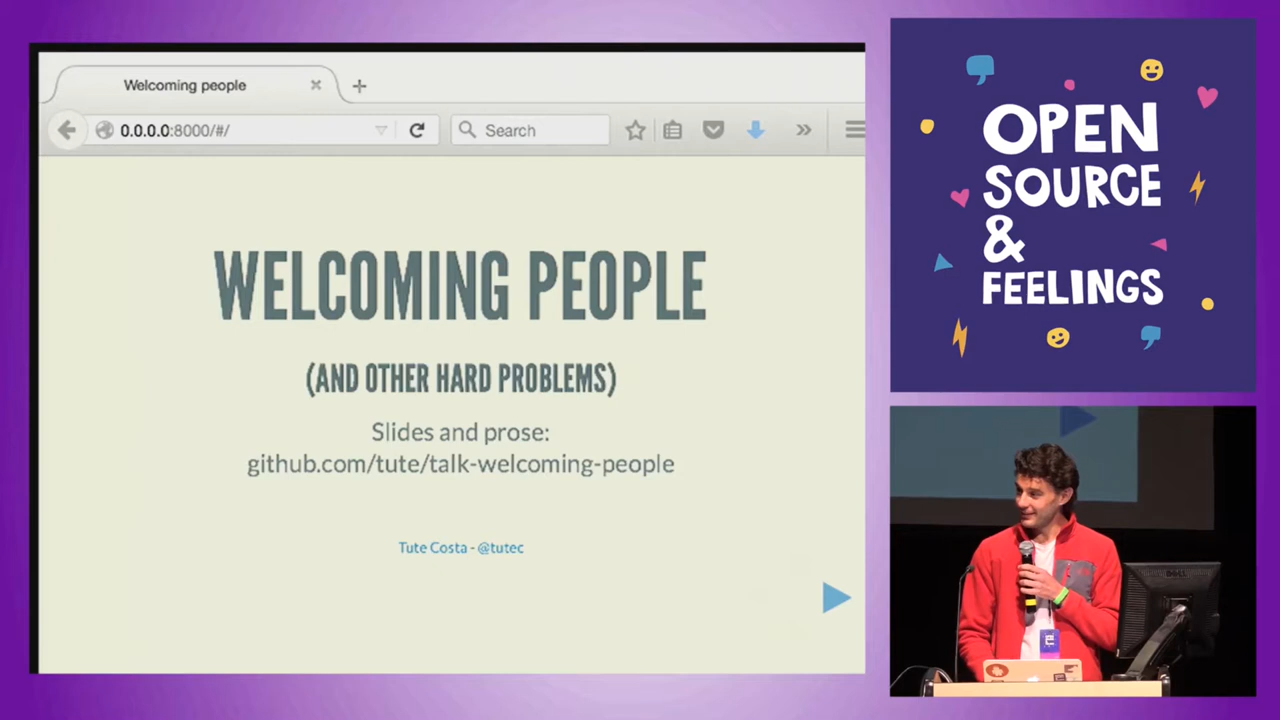 Welcoming people
0.0.0.0:8000/#/
Search
WELCOMING PEOPLE
(AND OTHER HARD PROBLEMS)
Slides and prose:
github.com/tute/talk-welcoming-people
Tute Costa - @tutec
OPEN
SOURCE
&
FEELINGS
DELL